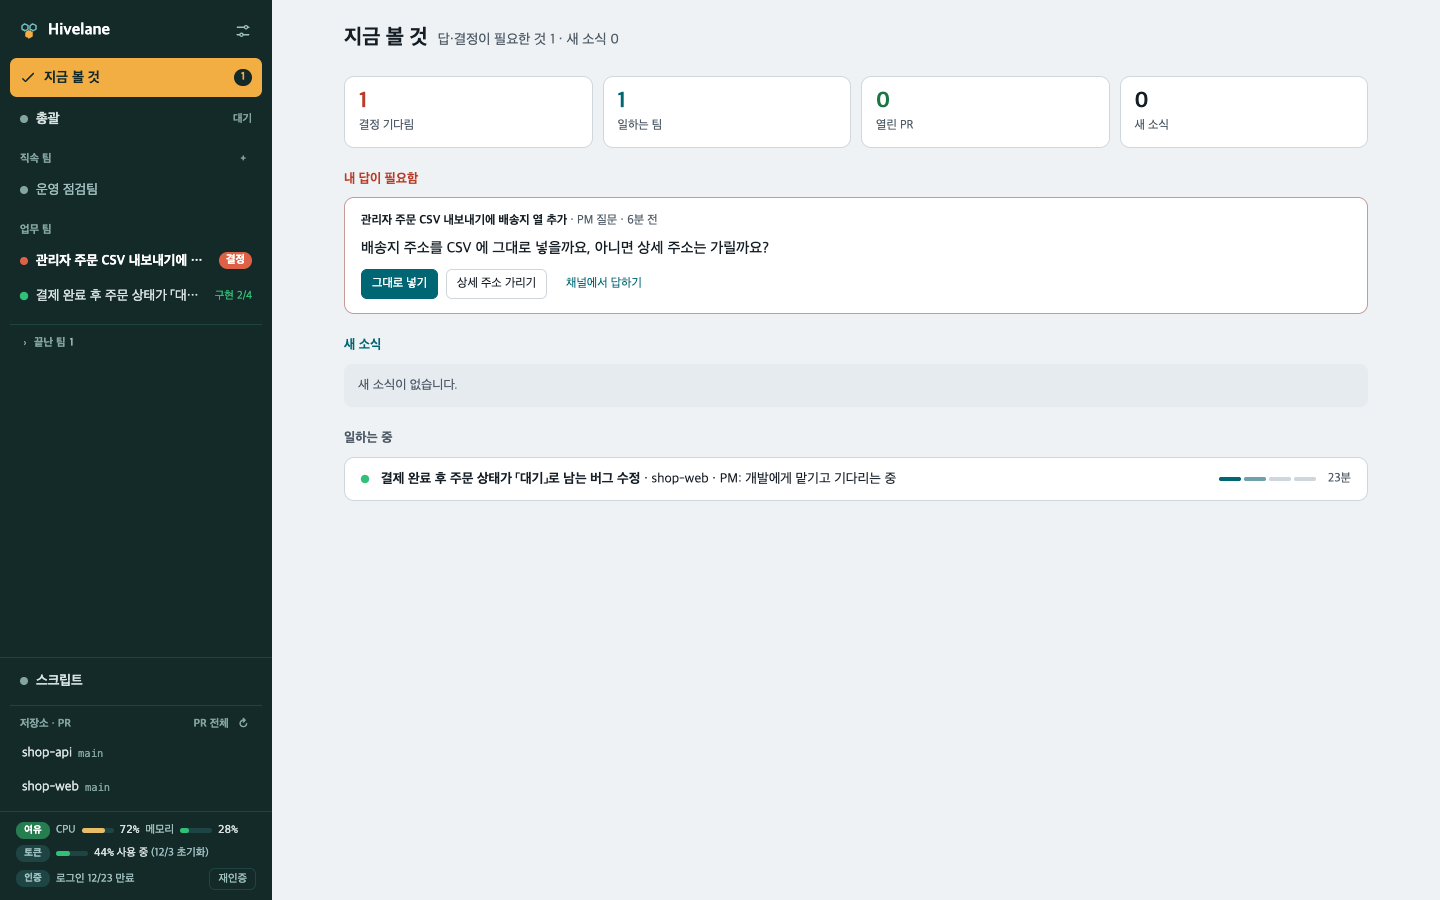 Hivelane
지금 볼 것 1
총괄 대기
직속 팀 +
운영 점검팀
업무 팀
관리자 주문 CSV 내보내기에 ··· 결정
결제 완료 후 주문 상태가 「대··· 구현 2/4
› 끝난 팀 1
스크립트
저장소 · PR PR 전체
shop-api main
shop-web main
여유 CPU 72% 메모리 28%
토큰 44% 사용 중 (12/3 초기화)
인증 로그인 12/23 만료 재인증
지금 볼 것 답·결정이 필요한 것 1 · 새 소식 0
1
결정 기다림
1
일하는 팀
0
열린 PR
0
새 소식
내 답이 필요함
관리자 주문 CSV 내보내기에 배송지 열 추가 · PM 질문 · 6분 전
배송지 주소를 CSV 에 그대로 넣을까요, 아니면 상세 주소는 가릴까요?
그대로 넣기 상세 주소 가리기 채널에서 답하기
새 소식
새 소식이 없습니다.
일하는 중
결제 완료 후 주문 상태가 「대기」로 남는 버그 수정 · shop-web · PM: 개발에게 맡기고 기다리는 중 23분